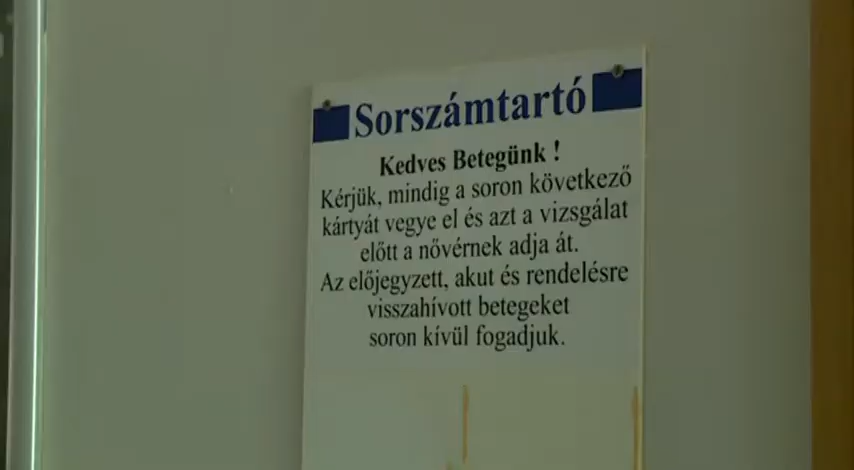 Sorszámtartó
Kedves Betegünk !
Kérjük, mindig a soron következő
kártyát vegye el és azt a vizsgálat
előtt a nővérnek adja át.
Az előjegyzett, akut és rendelésre
visszahívott betegeket
soron kívül fogadjuk.